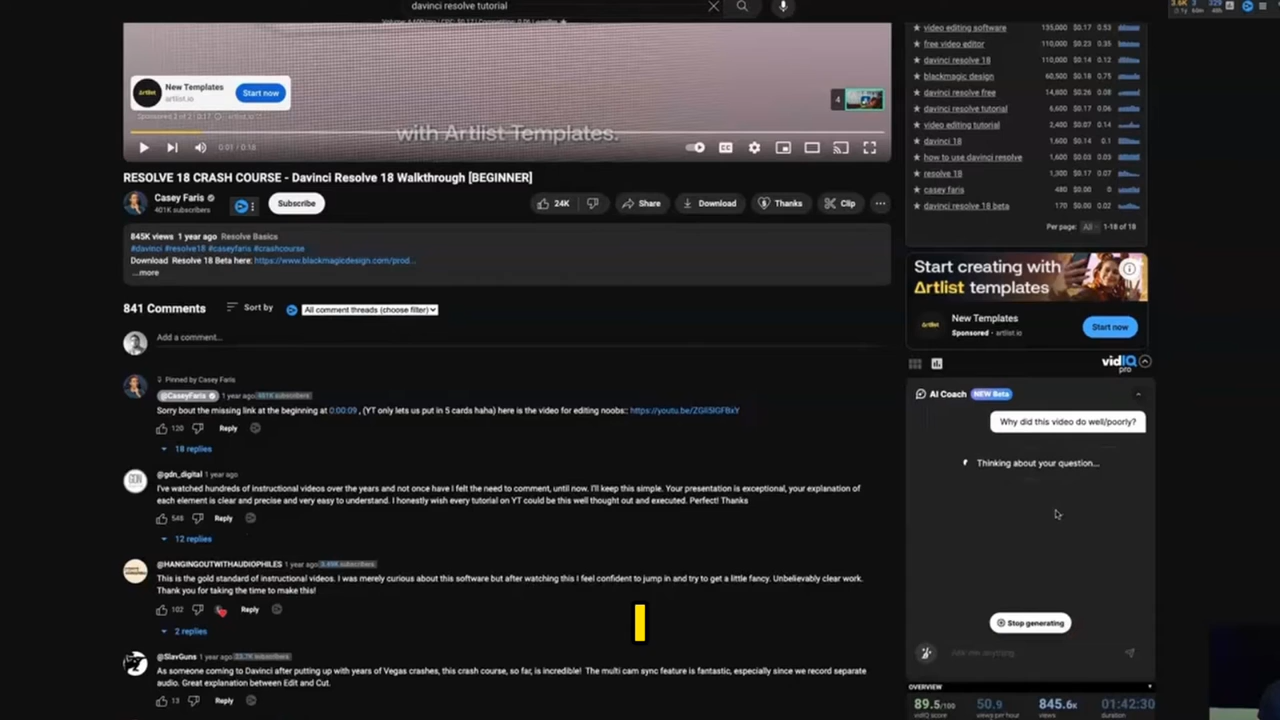 davinci resolve tutorial
New Templates
artlist.io
Start now
Sponsored 2 of 2 · 0:17
with Artlist Templates.
4
0:01 / 0:18
RESOLVE 18 CRASH COURSE - Davinci Resolve 18 Walkthrough [BEGINNER]
Casey Faris
401K subscribers
Subscribe
24K
Share
Download
Thanks
Clip
845K views 1 year ago Resolve Basics
#davinci #resolve18 #caseyfaris #crashcourse
Download Resolve 18 Beta here: https://www.blackmagicdesign.com/prod...
...more
841 Comments
Sort by
All comment threads (choose filter)
Add a comment...
Pinned by Casey Faris
@CaseyFaris 1 year ago 401K subscribers
Sorry bout the missing link at the beginning at 0:00:09 , (YT only lets us put in 5 cards haha) here is the video for editing noobs::
120
Reply
18 replies
@gdn_digital 1 year ago
I've watched hundreds of instructional videos over the years and not once have I felt the need to comment, until now. I'll keep this simple. Your presentation is exceptional, your explanation of
each element is clear and precise and very easy to understand. I honestly wish every tutorial on YT could be this well thought out and executed. Perfect! Thanks
548
Reply
12 replies
@HANGINGOUTWITHAUDIOPHILES 1 year ago
This is the gold standard of instructional videos. I was merely curious about this software but after watching this I feel confident to jump in and try to get a little fancy. Unbelievably clear work.
Thank you for taking the time to make this!
102
Reply
2 replies
@SlavGuns 1 year ago
As someone coming to Davinci after putting up with years of Vegas crashes, this crash course, so far, is incredible! The multi cam sync feature is fantastic, especially since we record separate
audio. Great explanation between Edit and Cut.
13
Reply
I
video editing software 135,000 $0.17 0.53
free video editor 110,000 $0.23 0.35
davinci resolve 18 110,000 $0.14 0.12
blackmagic design 60,500 $0.18 0.75
davinci resolve free 14,800 $0.26 0.08
davinci resolve tutorial 6,600 $0.17 0.06
video editing tutorial 2,400 $0.07 0.14
davinci 18 1,600 $0.14 0.1
how to use davinci resolve 1,600 $0.03 0.03
resolve 18 1,300 $0.07 0.07
casey faris 480 $0.00 0
davinci resolve 18 beta 170 $0.00 0.02
Per page: All 1-18 of 18
Start creating with
Artlist templates
Artlist
New Templates
Sponsored · artlist.io
Start now
vidIQ
pro
AI Coach NEW Beta
Why did this video do well/poorly?
Thinking about your question...
Stop generating
Ask me anything
OVERVIEW
89.5/100 50.9 845.6K 01:42:30
vidIQ score views per hour views duration